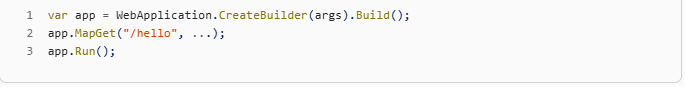 1 var app = WebApplication.CreateBuilder(args).Build();
2 app.MapGet("/hello", ...);
3 app.Run();